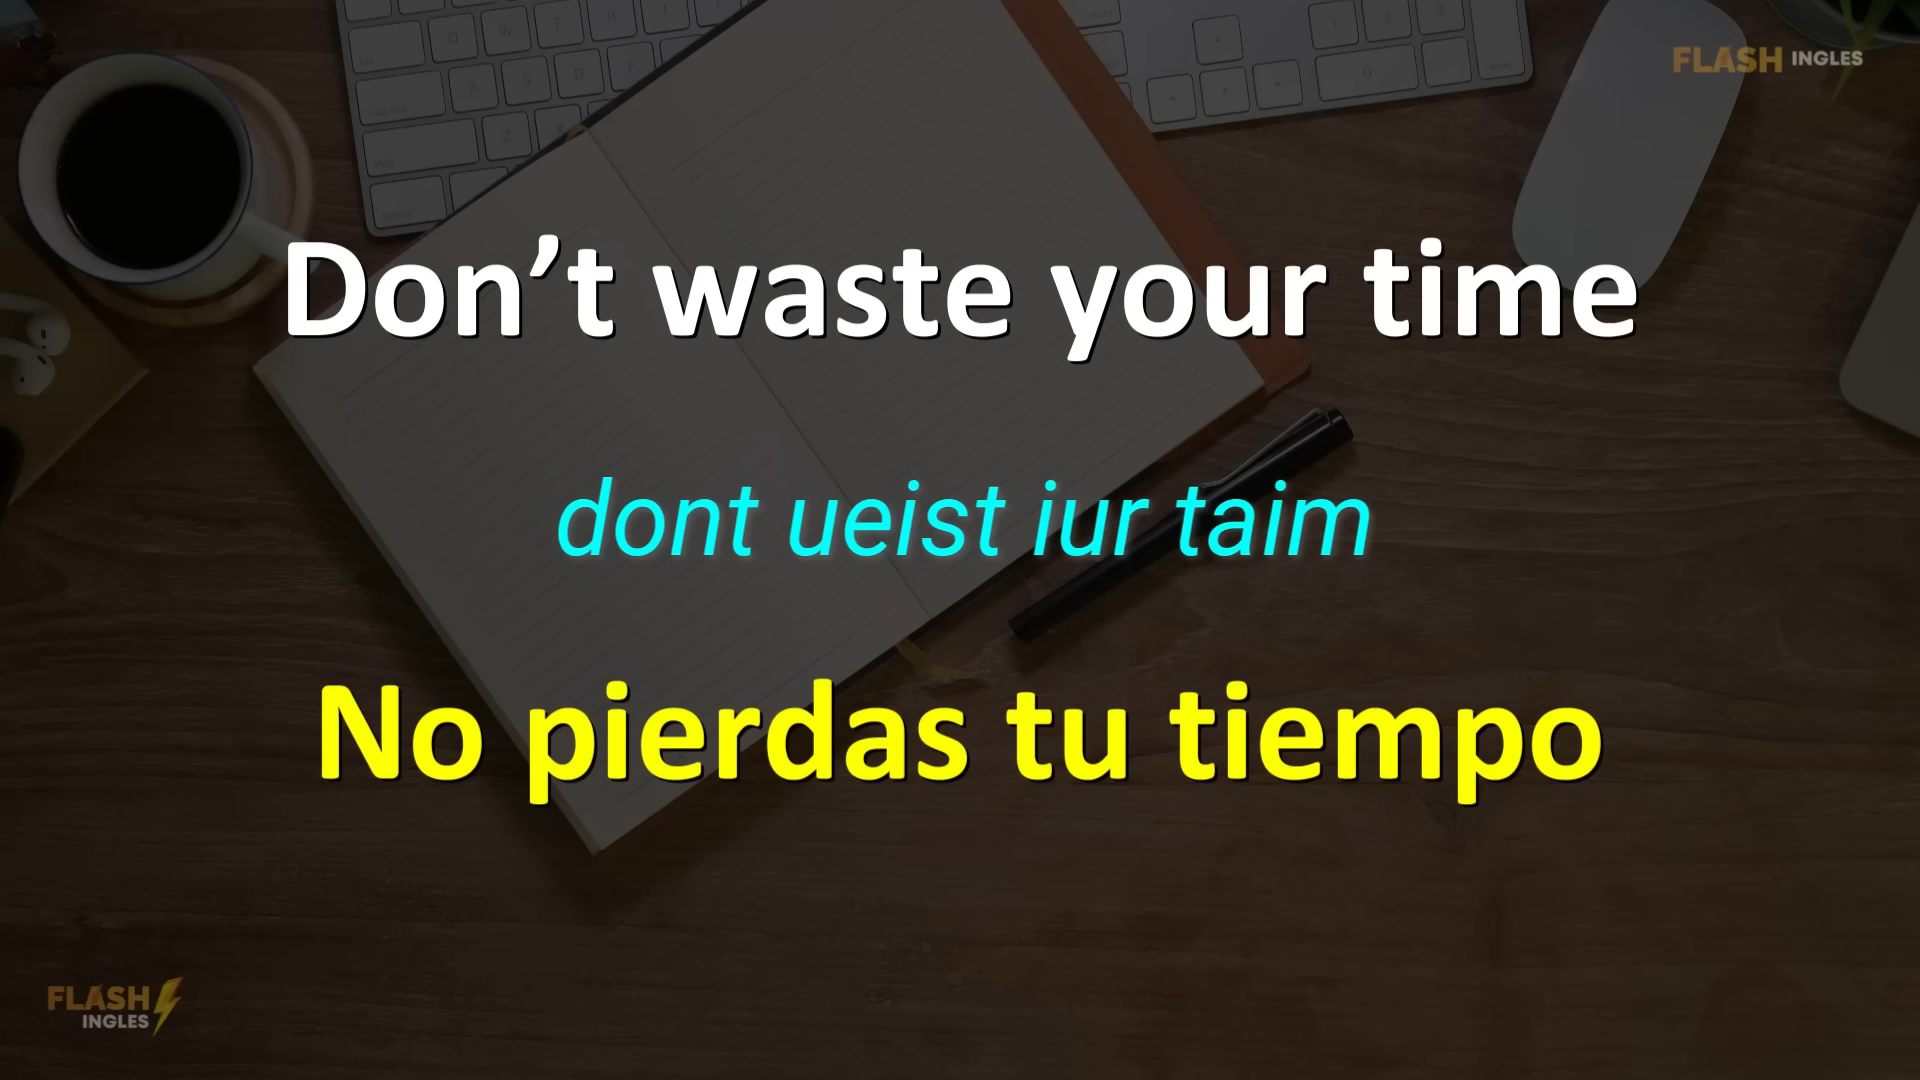 FLASH INGLES
Don’t waste your time
dont ueist iur taim
No pierdas tu tiempo
FLASH
INGLES